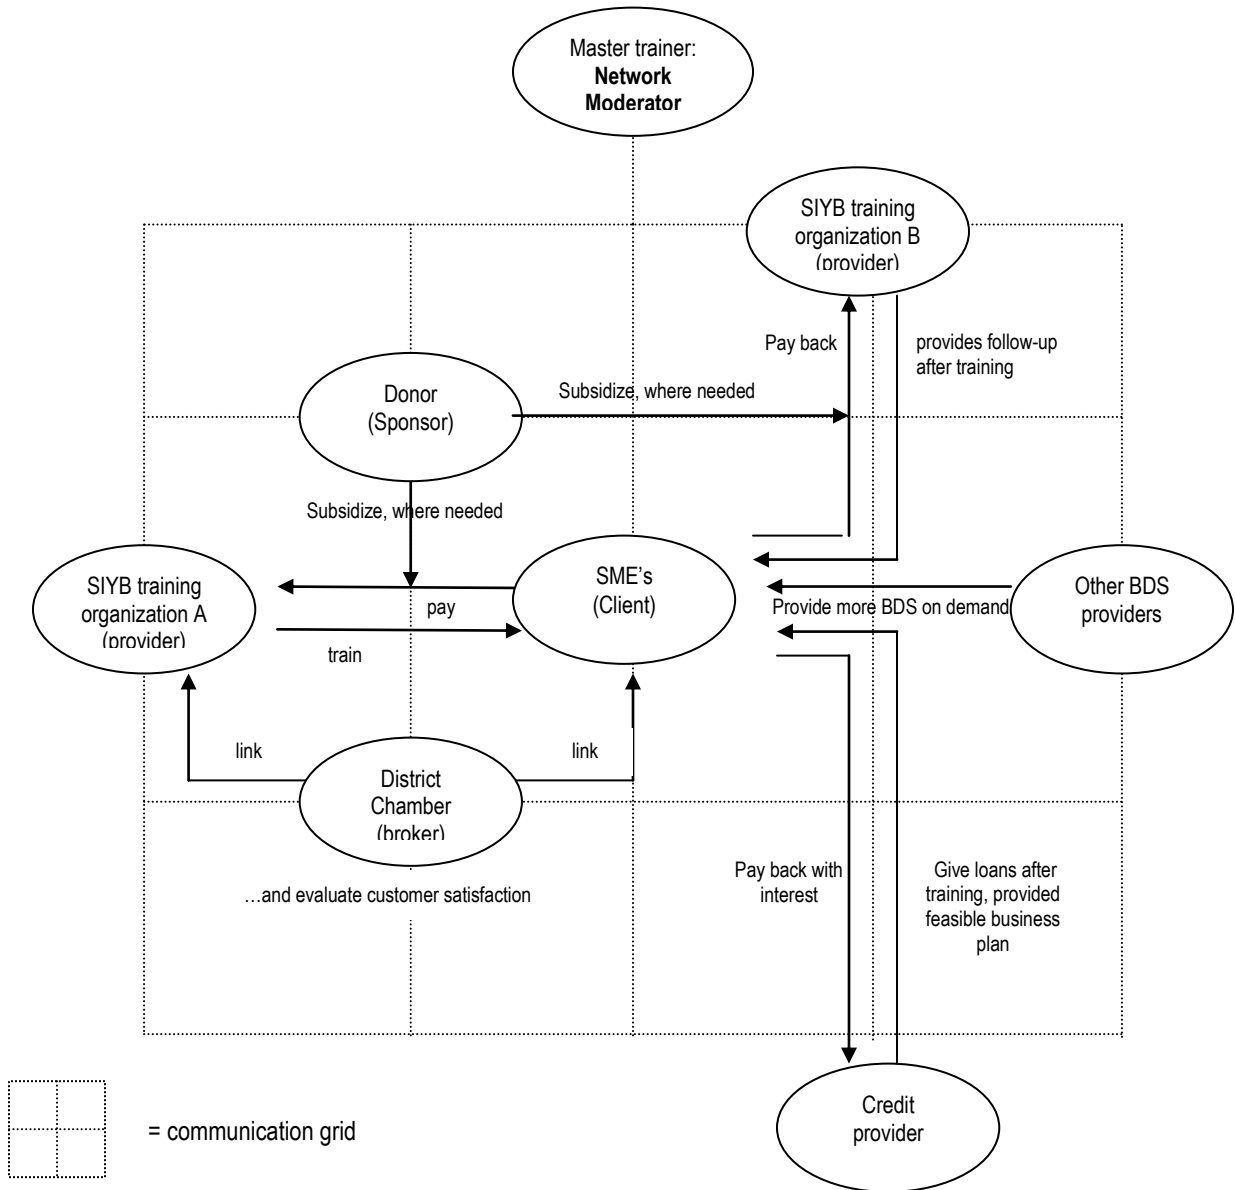 Master trainer:
Network
Moderator
SIYB training
organization B
(provider)
Pay back
provides follow-up
after training
Donor
(Sponsor)
Subsidize, where needed
Subsidize, where needed
SIYB training
organization A
(provider)
pay
train
SME's
(Client)
Provide more BDS on demand
Other BDS
providers
link
link
District
Chamber
(broker)
…and evaluate customer satisfaction
Pay back with
interest
Give loans after
training, provided
feasible business
plan
Credit
provider
= communication grid